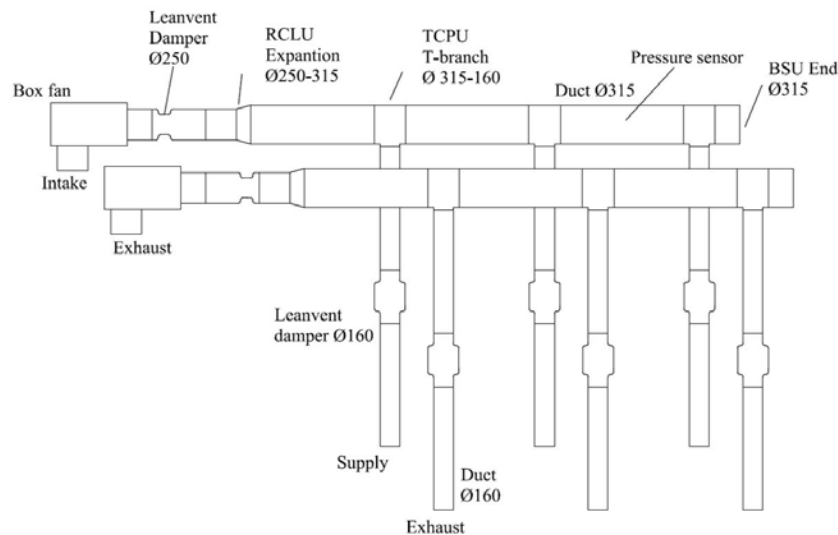 Leanvent
Damper
Ø250
RCLU
Expantion
Ø250-315
TCPU
T-branch
Ø 315-160
Pressure sensor
Duct Ø315
BSU End
Ø315
Box fan
Intake
Exhaust
Leanvent
damper Ø160
Supply
Duct
Ø160
Exhaust